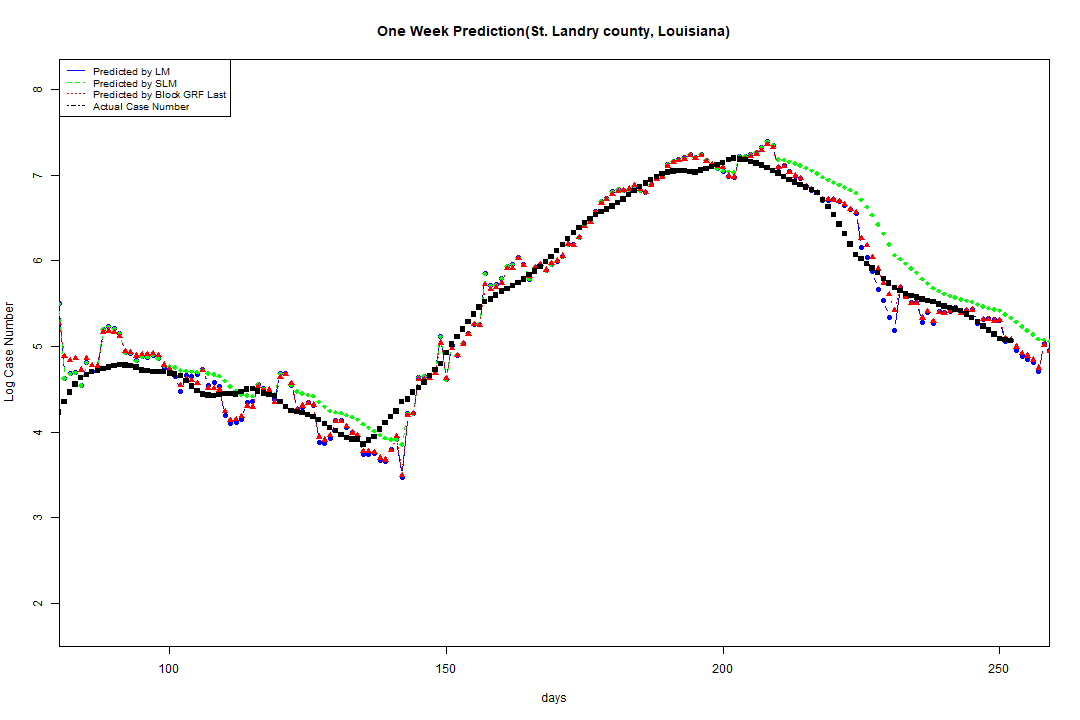 One Week Prediction(St. Landry county, Louisiana)
Predicted by LM
Predicted by SLM
Predicted by Block GRF Last
Actual Case Number
8
7
6
5
4
3
2
Log Case Number
100
150
200
250
days